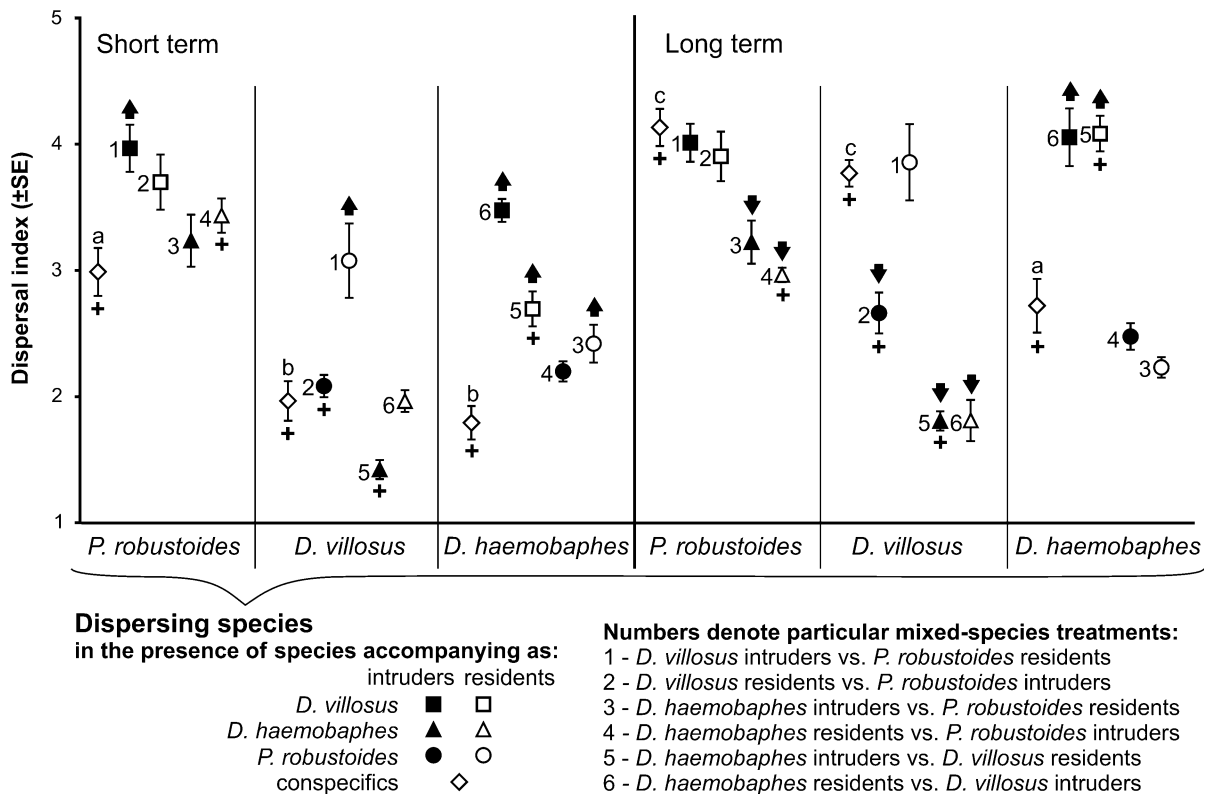 5
4
3
2
1
Dispersal index (±SE)
Short term
Long term
a
1
2
3
4
b
2
1
5
6
b
6
5
4
3
c
1
2
3
4
c
2
1
5
6
a
6
5
4
3
P. robustoides D. villosus D. haemobaphes P. robustoides D. villosus D. haemobaphes
Dispersing species
in the presence of species accompanying as:
intruders residents
D. villosus
D. haemobaphes
P. robustoides
conspecifics
Numbers denote particular mixed-species treatments:
1 - D. villosus intruders vs. P. robustoides residents
2 - D. villosus residents vs. P. robustoides intruders
3 - D. haemobaphes intruders vs. P. robustoides residents
4 - D. haemobaphes residents vs. P. robustoides intruders
5 - D. haemobaphes intruders vs. D. villosus residents
6 - D. haemobaphes residents vs. D. villosus intruders